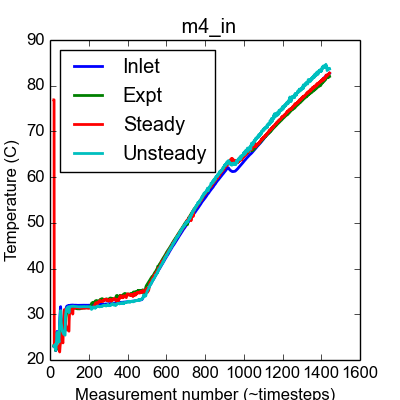 m4_in
90
80
70
60
50
40
30
20
Temperature (C)
Inlet
Expt
Steady
Unsteady
0 200 400 600 800 1000 1200 1400 1600
Measurement number (~timesteps)